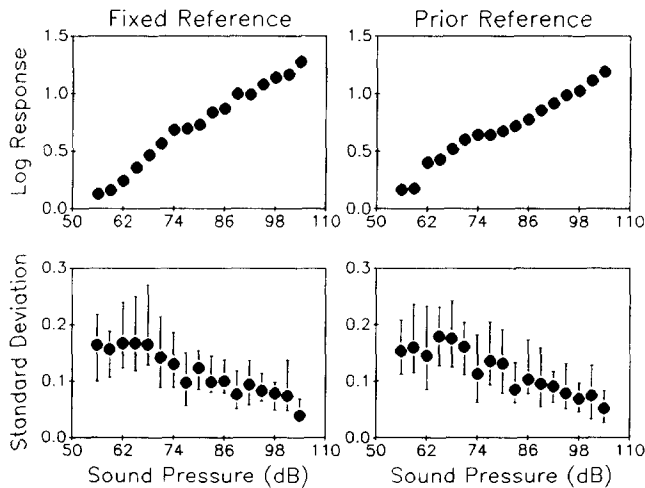 Fixed Reference
Prior Reference
Log Response
1.5
1.0
0.5
0.0
50 62 74 86 98 110
1.5
1.0
0.5
0.0
50 62 74 86 98 110
Standard Deviation
0.3
0.2
0.1
0.0
50 62 74 86 98 110
Sound Pressure (dB)
0.3
0.2
0.1
0.0
50 62 74 86 98 110
Sound Pressure (dB)